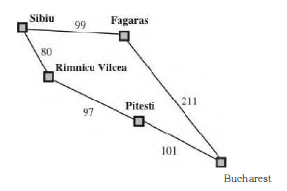 Sibiu
99
Fagaras
80
Rimnicu Vilcea
97
Pitesti
211
101
Bucharest